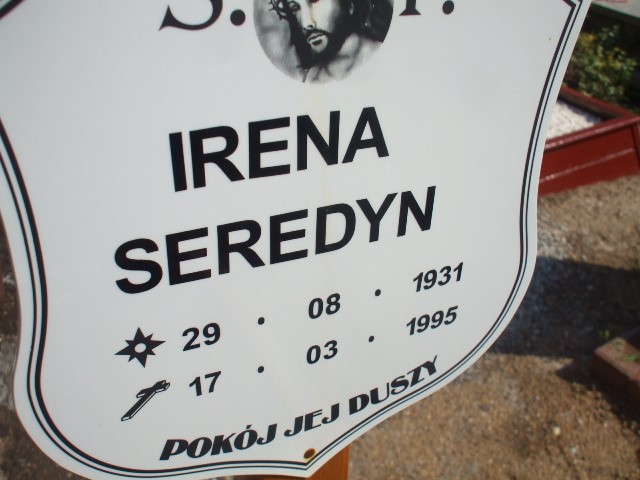 Ś. P.
IRENA
SEREDYN
29 · 08 · 1931
17 · 03 · 1995
POKÓJ JEJ DUSZY